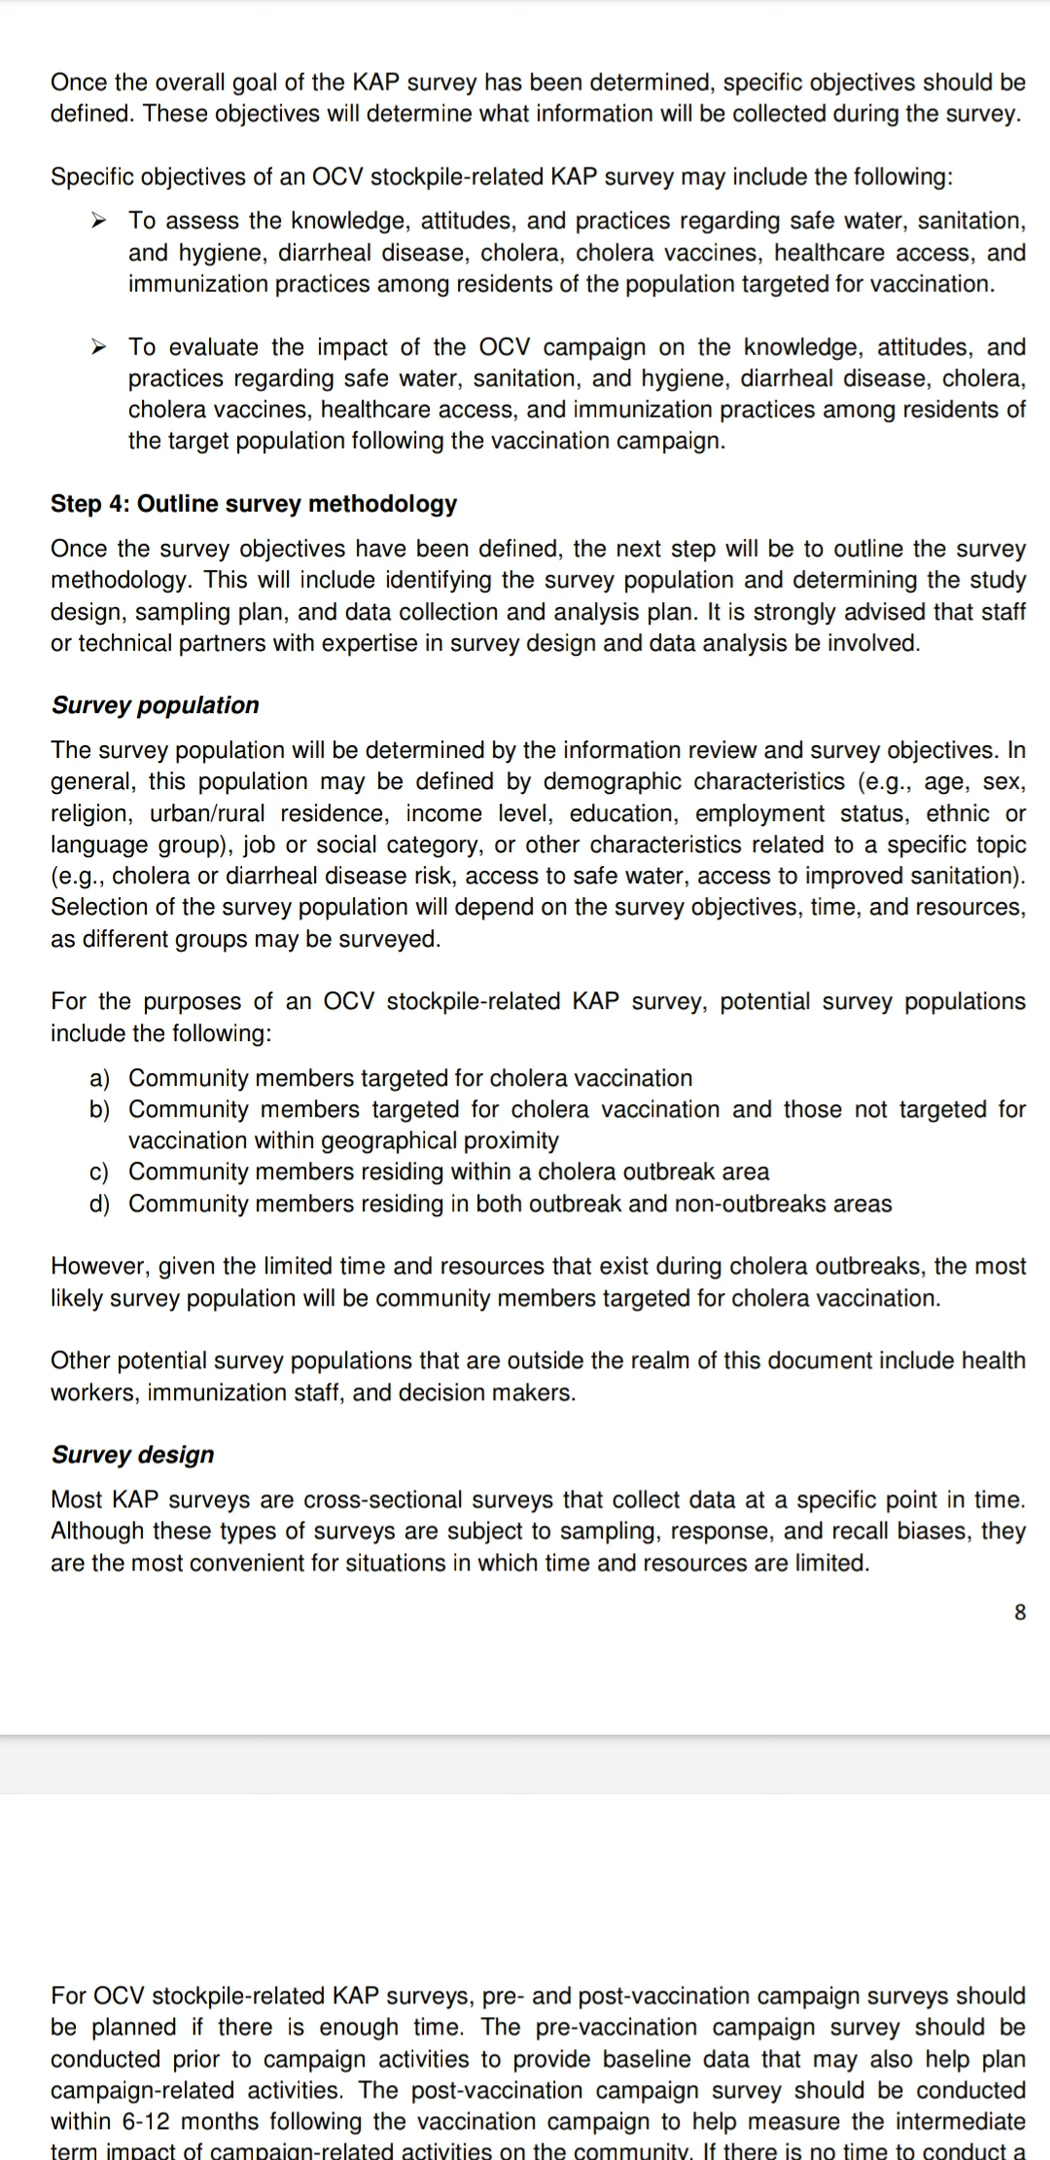 Once the overall goal of the KAP survey has been determined, specific objectives should be
defined. These objectives will determine what information will be collected during the survey.
Specific objectives of an OCV stockpile-related KAP survey may include the following:
➢ To assess the knowledge, attitudes, and practices regarding safe water, sanitation,
and hygiene, diarrheal disease, cholera, cholera vaccines, healthcare access, and
immunization practices among residents of the population targeted for vaccination.
➢ To evaluate the impact of the OCV campaign on the knowledge, attitudes, and
practices regarding safe water, sanitation, and hygiene, diarrheal disease, cholera,
cholera vaccines, healthcare access, and immunization practices among residents of
the target population following the vaccination campaign.
Step 4: Outline survey methodology
Once the survey objectives have been defined, the next step will be to outline the survey
methodology. This will include identifying the survey population and determining the study
design, sampling plan, and data collection and analysis plan. It is strongly advised that staff
or technical partners with expertise in survey design and data analysis be involved.
Survey population
The survey population will be determined by the information review and survey objectives. In
general, this population may be defined by demographic characteristics (e.g., age, sex,
religion, urban/rural residence, income level, education, employment status, ethnic or
language group), job or social category, or other characteristics related to a specific topic
(e.g., cholera or diarrheal disease risk, access to safe water, access to improved sanitation).
Selection of the survey population will depend on the survey objectives, time, and resources,
as different groups may be surveyed.
For the purposes of an OCV stockpile-related KAP survey, potential survey populations
include the following:
a) Community members targeted for cholera vaccination
b) Community members targeted for cholera vaccination and those not targeted for
vaccination within geographical proximity
c) Community members residing within a cholera outbreak area
d) Community members residing in both outbreak and non-outbreaks areas
However, given the limited time and resources that exist during cholera outbreaks, the most
likely survey population will be community members targeted for cholera vaccination.
Other potential survey populations that are outside the realm of this document include health
workers, immunization staff, and decision makers.
Survey design
Most KAP surveys are cross-sectional surveys that collect data at a specific point in time.
Although these types of surveys are subject to sampling, response, and recall biases, they
are the most convenient for situations in which time and resources are limited.
8
For OCV stockpile-related KAP surveys, pre- and post-vaccination campaign surveys should
be planned if there is enough time. The pre-vaccination campaign survey should be
conducted prior to campaign activities to provide baseline data that may also help plan
campaign-related activities. The post-vaccination campaign survey should be conducted
within 6-12 months following the vaccination campaign to help measure the intermediate
term impact of campaign-related activities on the community. If there is no time to conduct a